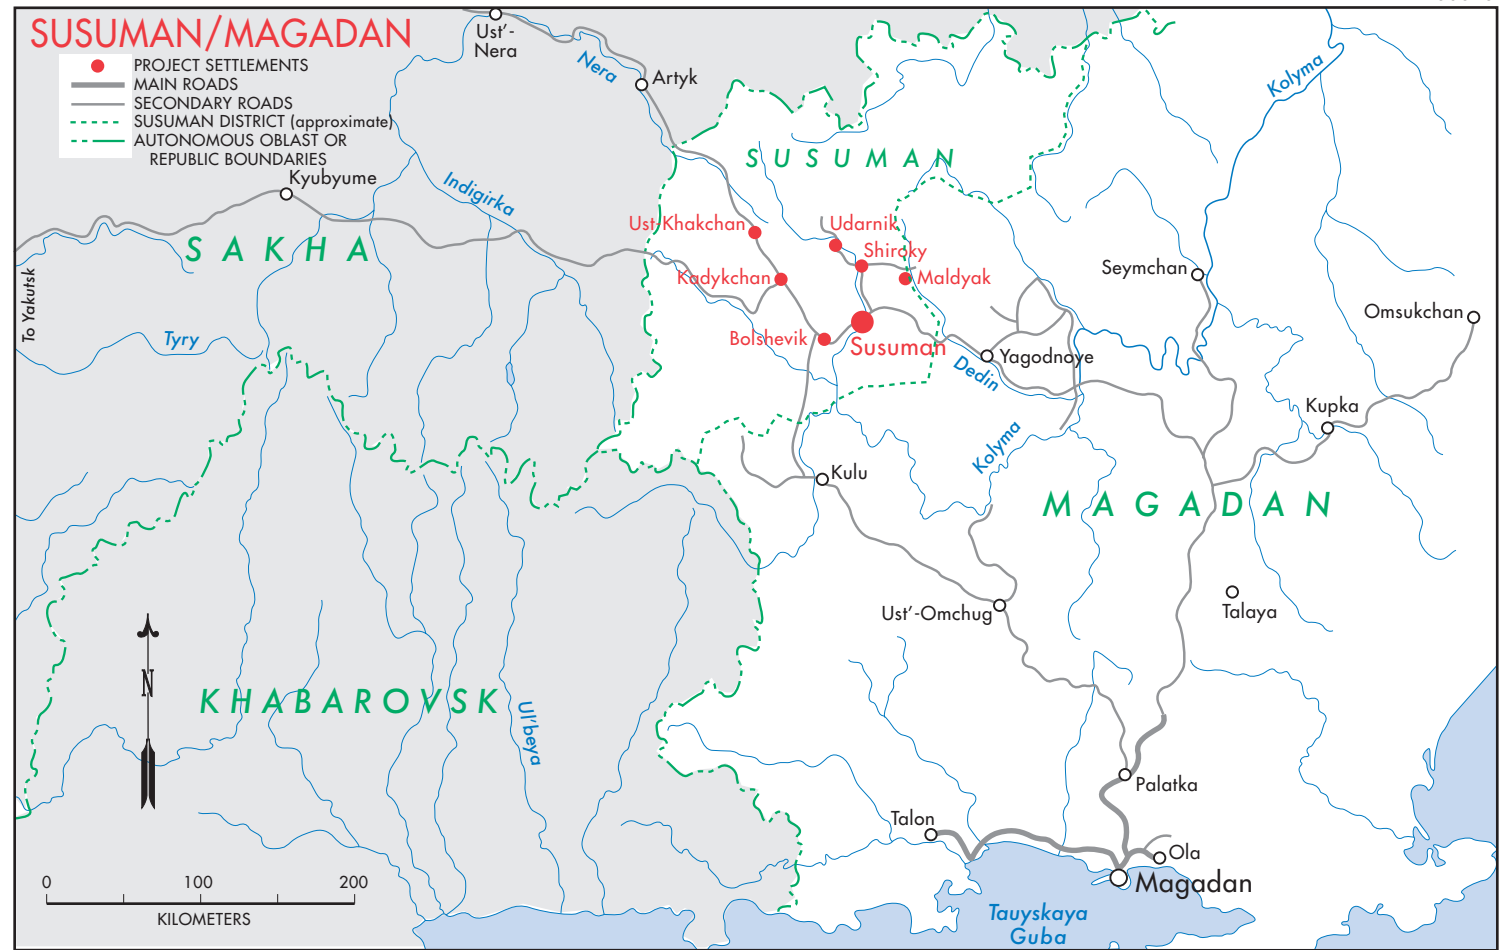 SUSUMAN/MAGADAN
PROJECT SETTLEMENTS
MAIN ROADS
SECONDARY ROADS
SUSUMAN DISTRICT (approximate)
AUTONOMOUS OBLAST OR
REPUBLIC BOUNDARIES
Ust'-
Nera
Nera
Artyk
Kolyma
SUSUMAN
Kyubyume
Indigirka
Ust-Khakchan
Udarnik
SAKHA
Shiroky
Kadykchan
Maldyak
Seymchan
To Yakutsk
Omsukchan
Tyry
Bolshevik
Susuman
Yagodnoye
Dedin
Kupka
Kolyma
Kulu
MAGADAN
Ust'-Omchug
Talaya
N
KHABAROVSK
Ul'beya
Palatka
Talon
Ola
Magadan
0 100 200
KILOMETERS
Tauyskaya
Guba